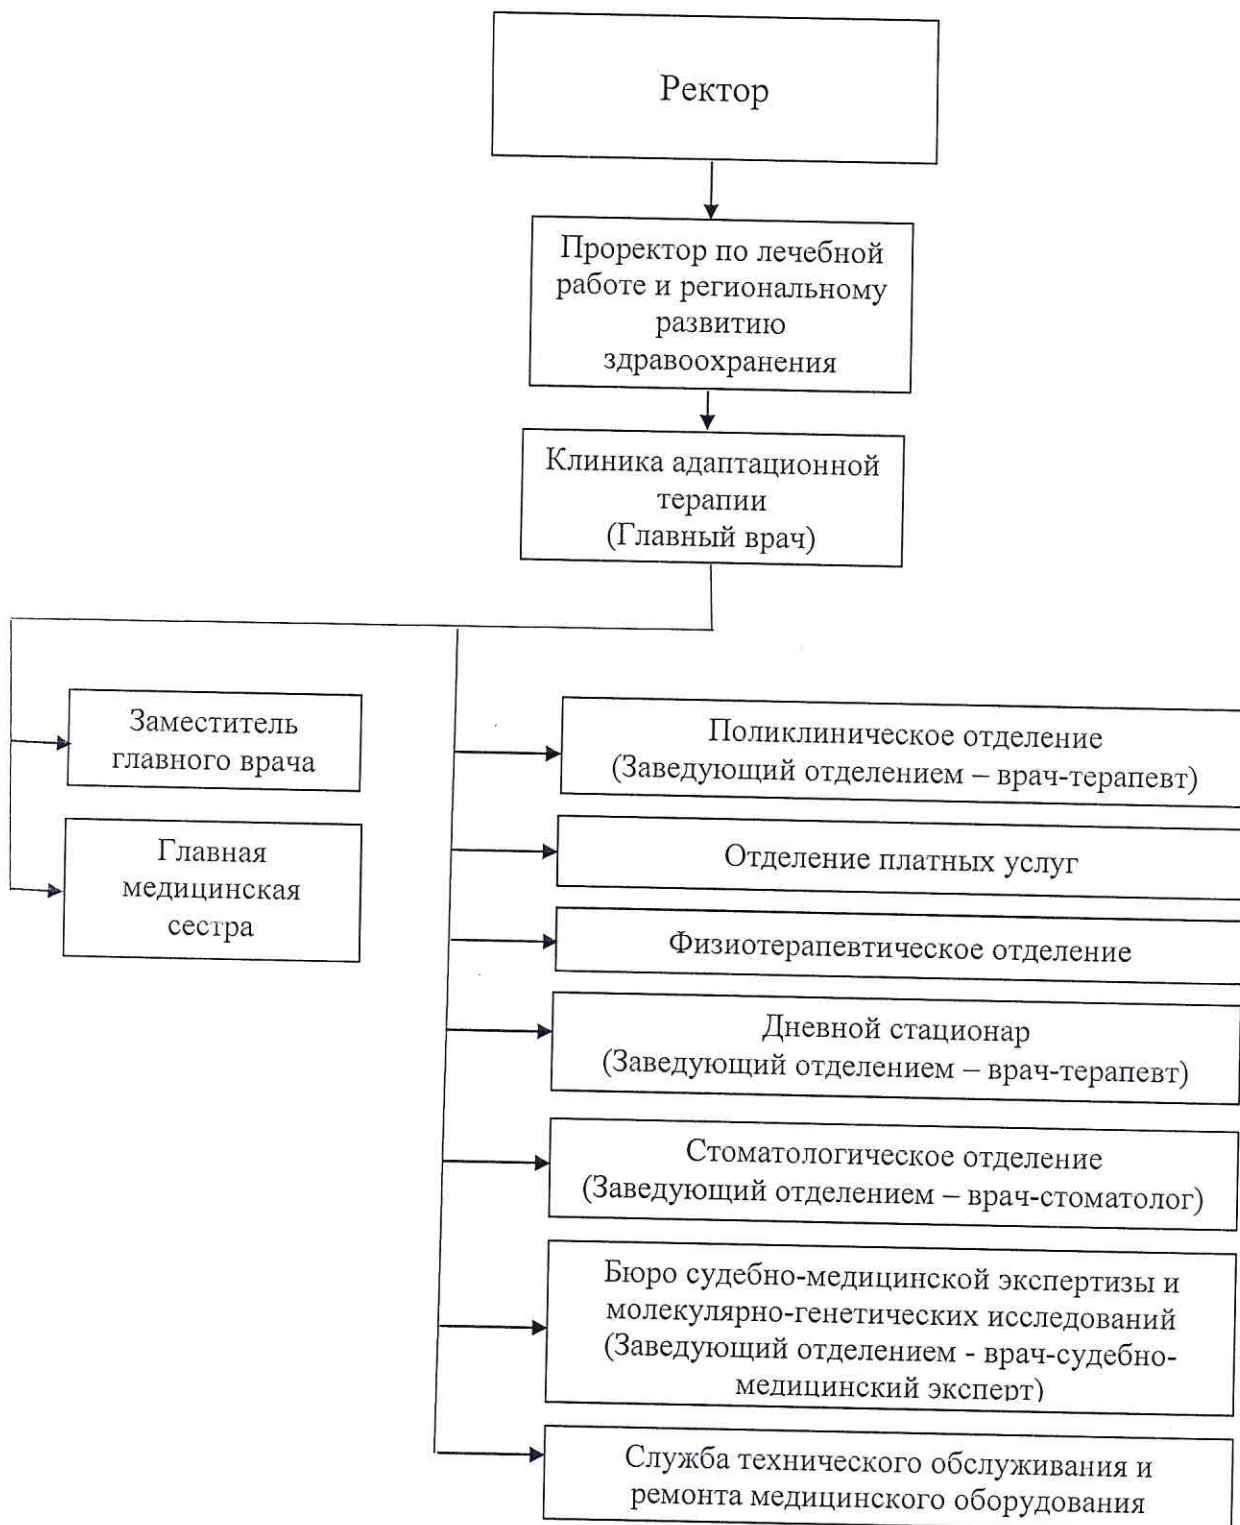 Ректор
Проректор по лечебной
работе и региональному
развитию
здравоохранения
Клиника адаптационной
терапии
(Главный врач)
Заместитель
главного врача
Главная
медицинская
сестра
Поликлиническое отделение
(Заведующий отделением – врач-терапевт)
Отделение платных услуг
Физиотерапевтическое отделение
Дневной стационар
(Заведующий отделением – врач-терапевт)
Стоматологическое отделение
(Заведующий отделением – врач-стоматолог)
Бюро судебно-медицинской экспертизы и
молекулярно-генетических исследований
(Заведующий отделением - врач-судебно-
медицинский эксперт)
Служба технического обслуживания и
ремонта медицинского оборудования